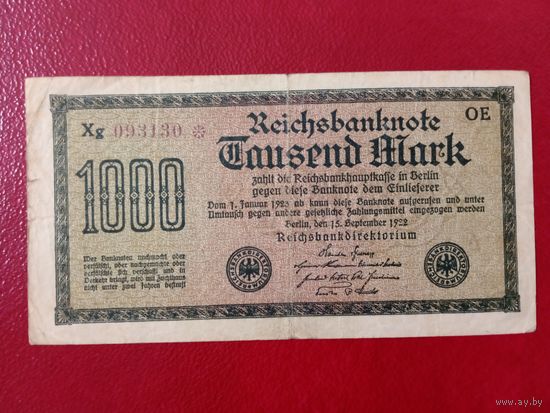 Xg 093130 ✻
OE
Reichsbanknote
Tausend Mark
zahlt die Reichsbankhauptkasse in Berlin
gegen diese Banknote dem Einlieferer
Vom 1. Januar 1923 ab kann diese Banknote aufgerufen und unter
Umtausch gegen andere gesetzliche Zahlungsmittel eingezogen werden
Berlin, den 15. September 1922
Reichsbankdirektorium
1000
Wer Banknoten nachmacht oder
verfälscht, oder nachgemachte oder
verfälschte sich verschafft und in
Verkehr bringt, wird mit Zuchthaus
nicht unter zwei Jahren bestraft
www.ay.by